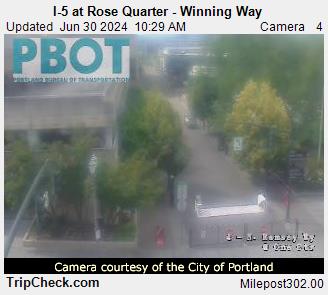 I-5 at Rose Quarter - Winning Way
Updated Jun 30 2024 10:29 AM Camera 4
PBOT
PORTLAND BUREAU OF TRANSPORTATION
Camera courtesy of the City of Portland
TripCheck.com Milepost302.00